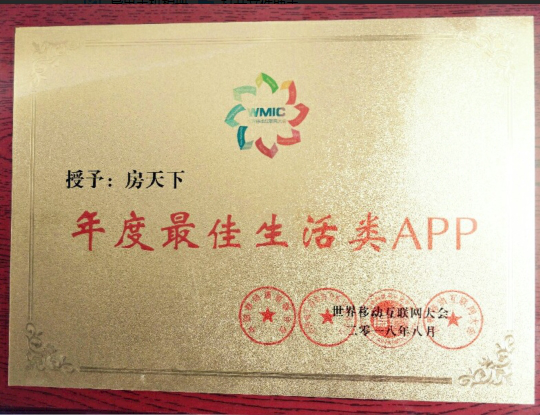 WMIC
授予：房天下
年度最佳生活类APP
世界移动互联网大会
二零一八年八月